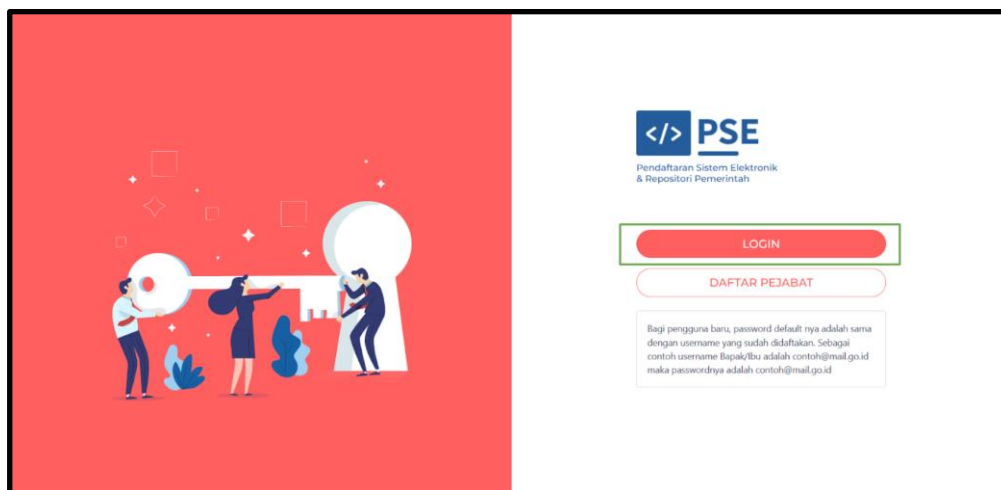 </> PSE
Pendaftaran Sistem Elektronik
& Repositori Pemerintah
LOGIN
DAFTAR PEJABAT
Bagi pengguna baru, password default nya adalah sama
dengan username yang sudah didaftakan. Sebagai
contoh username Bapak/Ibu adalah contoh@mail.go.id
maka passwordnya adalah contoh@mail.go.id